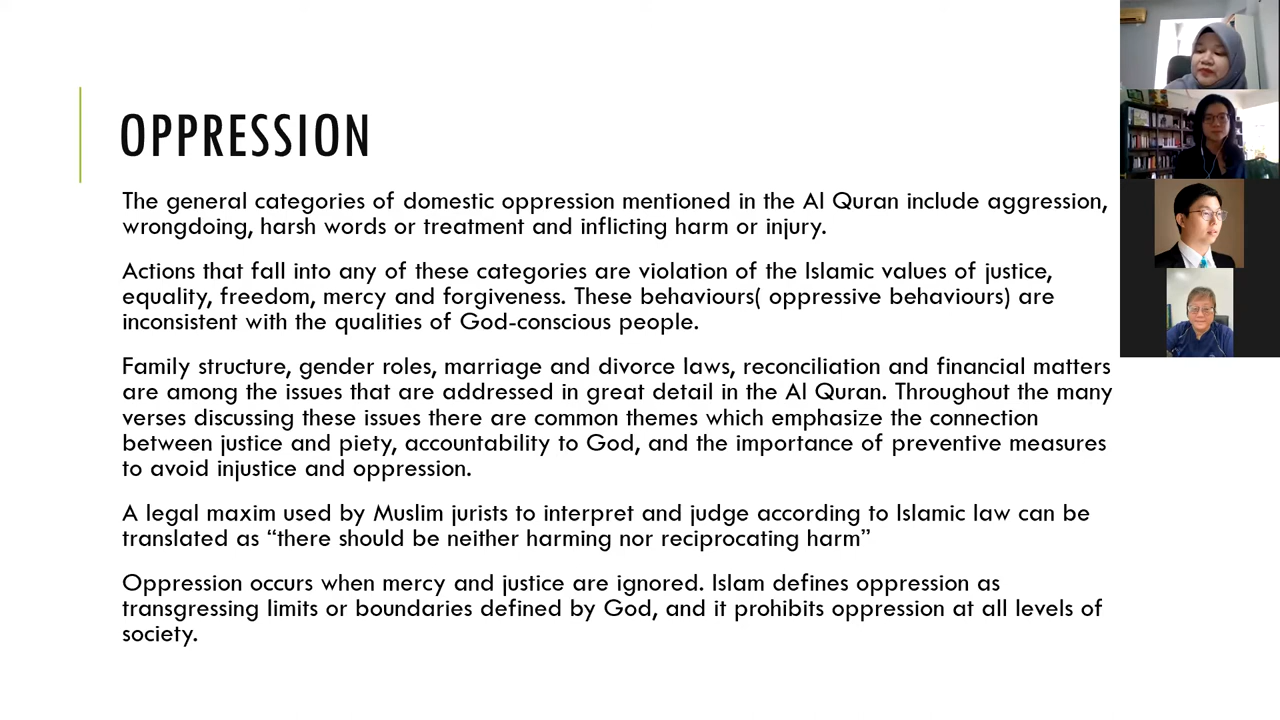 OPPRESSION
The general categories of domestic oppression mentioned in the Al Quran include aggression,
wrongdoing, harsh words or treatment and inflicting harm or injury.
Actions that fall into any of these categories are violation of the Islamic values of justice,
equality, freedom, mercy and forgiveness. These behaviours( oppressive behaviours) are
inconsistent with the qualities of God-conscious people.
Family structure, gender roles, marriage and divorce laws, reconciliation and financial matters
are among the issues that are addressed in great detail in the Al Quran. Throughout the many
verses discussing these issues there are common themes which emphasize the connection
between justice and piety, accountability to God, and the importance of preventive measures
to avoid injustice and oppression.
A legal maxim used by Muslim jurists to interpret and judge according to Islamic law can be
translated as “there should be neither harming nor reciprocating harm”
Oppression occurs when mercy and justice are ignored. Islam defines oppression as
transgressing limits or boundaries defined by God, and it prohibits oppression at all levels of
society.